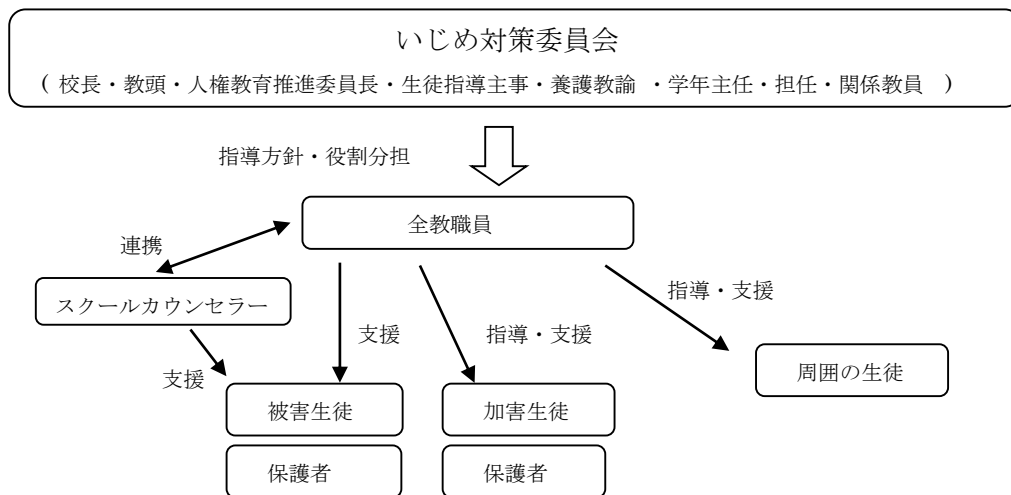 いじめ対策委員会
( 校長・教頭・人権教育推進委員長・生徒指導主事・養護教諭 ・学年主任・担任・関係教員 )
指導方針・役割分担
全教職員
連携
スクールカウンセラー
指導・支援
支援
指導・支援
支援
周囲の生徒
被害生徒
加害生徒
保護者
保護者